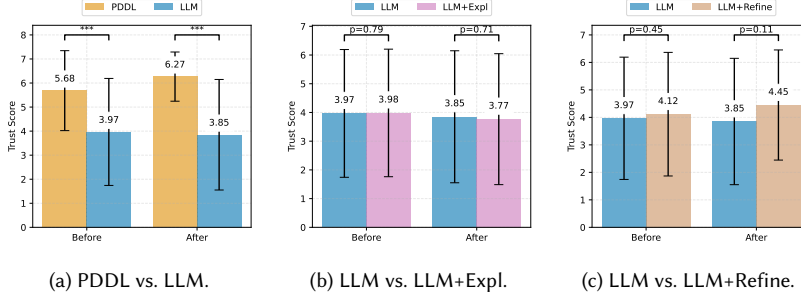 PDDL LLM
***
***
Trust Score
8
7
6
5
4
3
2
1
0
5.68
3.97
6.27
3.85
Before
After
(a) PDDL vs. LLM.
LLM LLM+Expl
p=0.79
p=0.71
Trust Score
7
6
5
4
3
2
1
0
3.97
3.98
3.85
3.77
Before
After
(b) LLM vs. LLM+Expl.
LLM LLM+Refine
p=0.45
p=0.11
Trust Score
7
6
5
4
3
2
1
0
3.97
4.12
3.85
4.45
Before
After
(c) LLM vs. LLM+Refine.